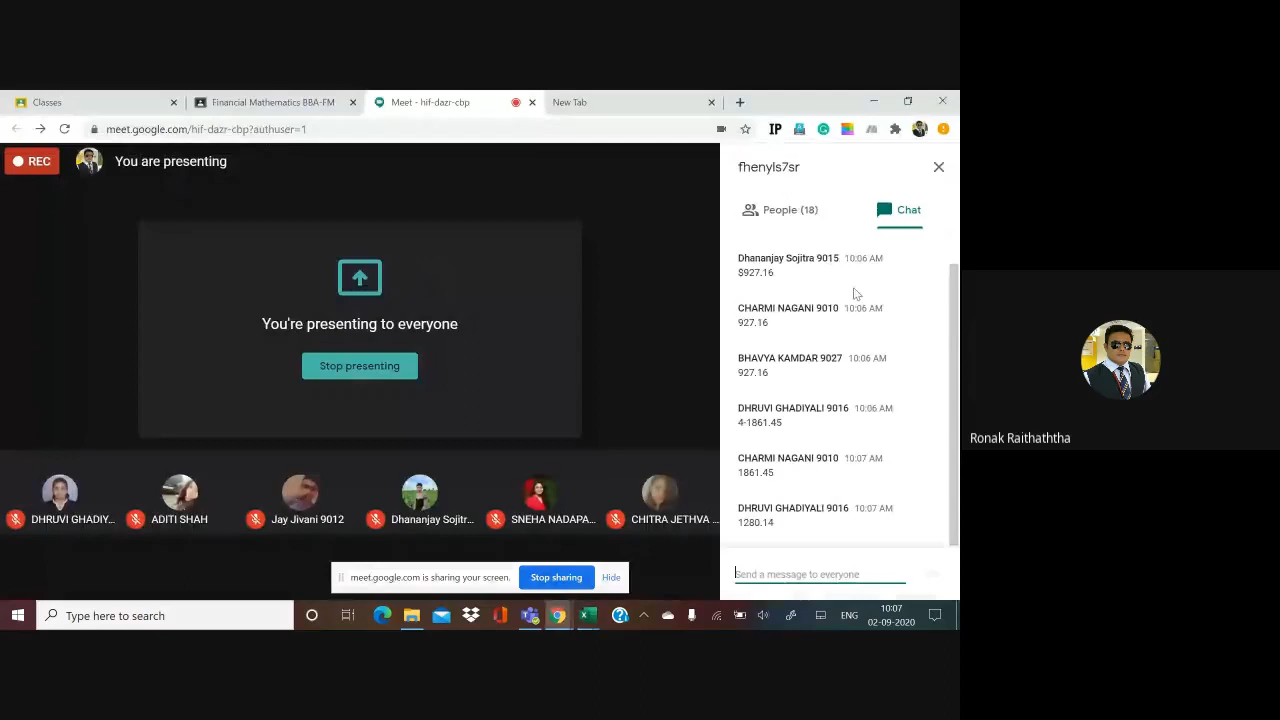 Classes
Financial Mathematics BBA-FM
Meet - hif-dazr-cbp
New Tab
meet.google.com/hif-dazr-cbp?authuser=1
IP
REC
You are presenting
fhenyls7sr
People (18)
Chat
Dhananjay Sojitra 9015 10:06 AM
$927.16
CHARMI NAGANI 9010 10:06 AM
927.16
BHAVYA KAMDAR 9027 10:06 AM
927.16
DHRUVI GHADIYALI 9016 10:06 AM
4-1861.45
CHARMI NAGANI 9010 10:07 AM
1861.45
DHRUVI GHADIYALI 9016 10:07 AM
1280.14
You're presenting to everyone
Stop presenting
Ronak Raithaththa
DHRUVI GHADIY...
ADITI SHAH
Jay Jivani 9012
Dhananjay Sojitr...
SNEHA NADAPA...
CHITRA JETHVA ...
Send a message to everyone
meet.google.com is sharing your screen.
Stop sharing
Hide
Type here to search
ENG
10:07
02-09-2020